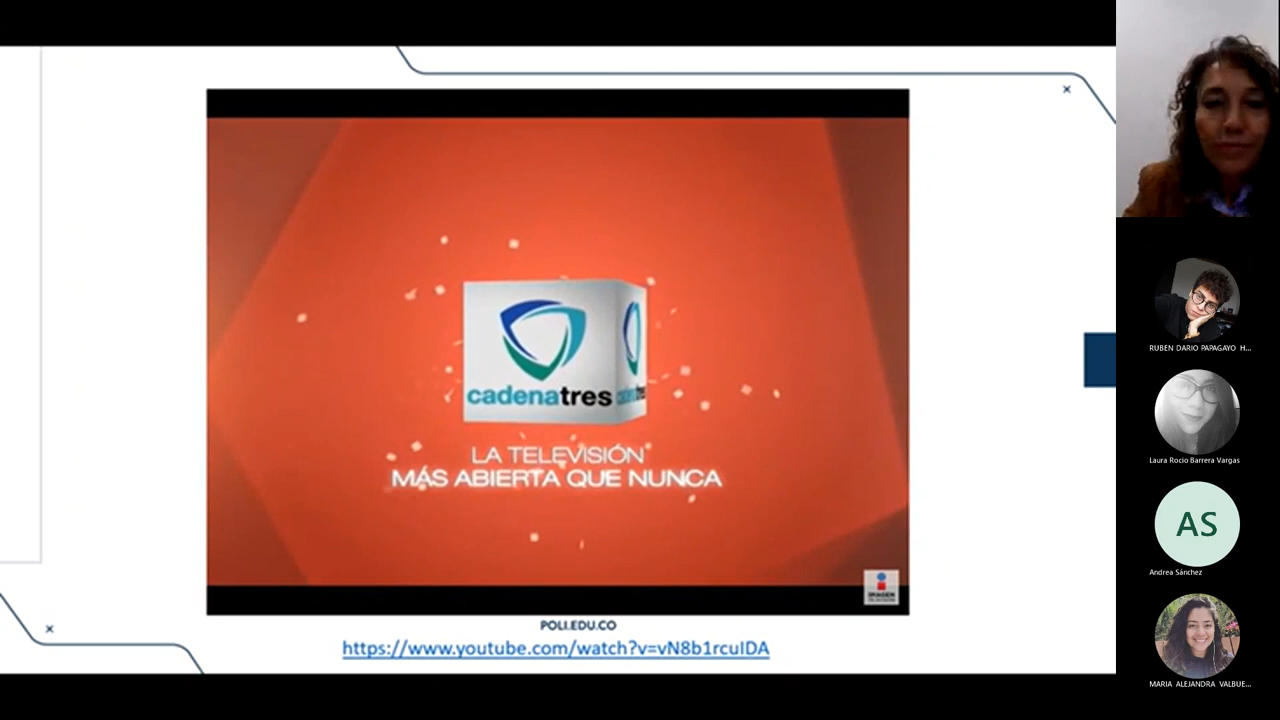 cadenatres
LA TELEVISIÓN
MÁS ABIERTA QUE NUNCA
IMAGEN
POLI.EDU.CO
https://www.youtube.com/watch?v=vN8b1rcuIDA
RUBEN DARIO PAPAGAYO H...
Laura Rocio Barrera Vargas
AS
Andrea Sánchez
MARIA ALEJANDRA VALBUE...